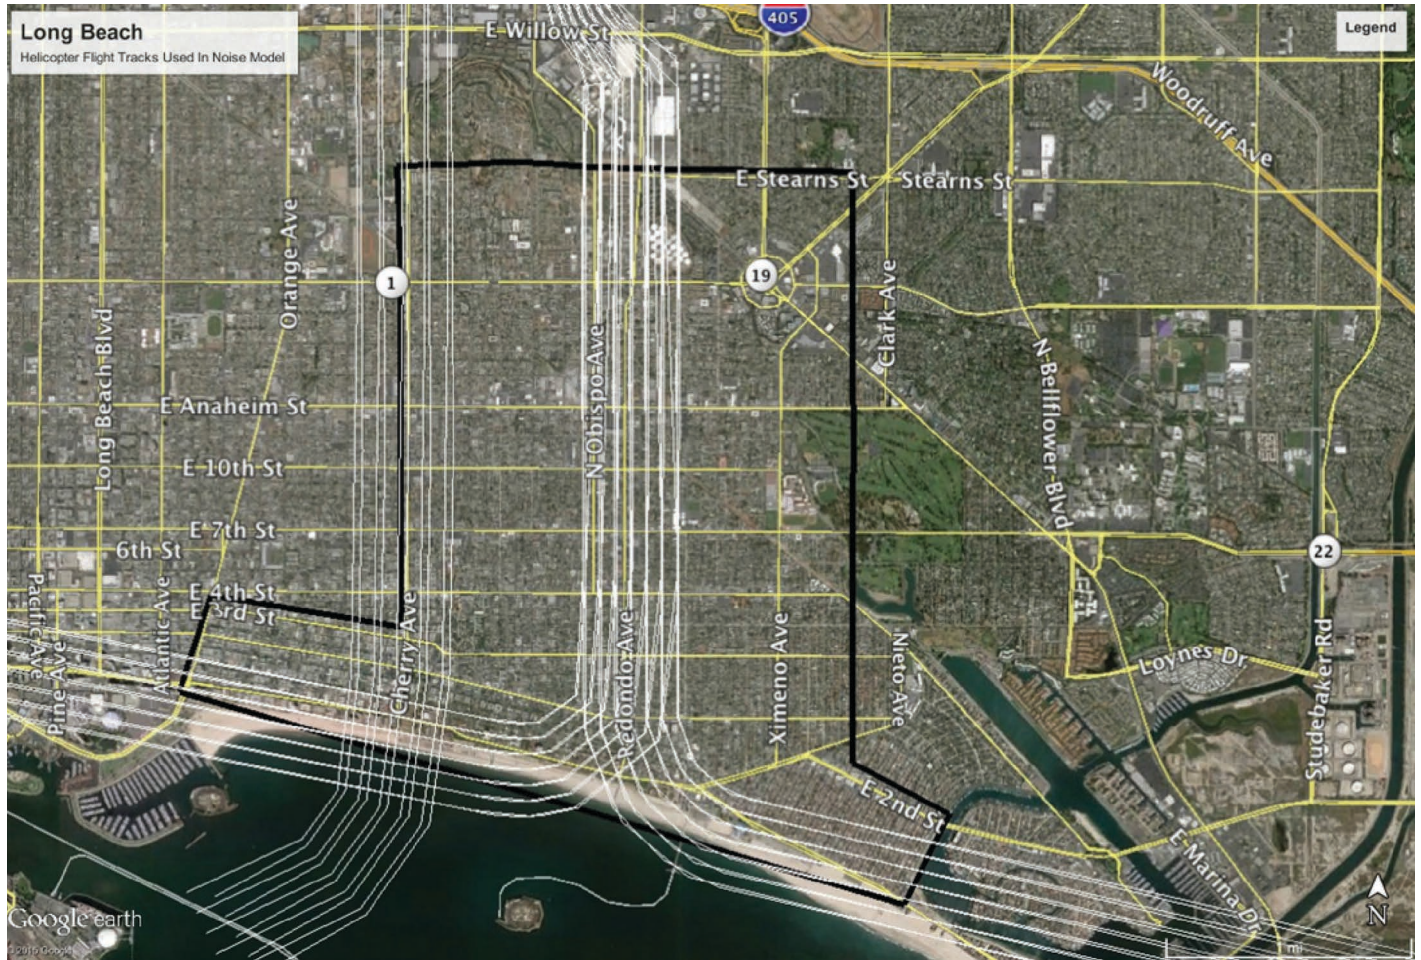 Long Beach
Helicopter Flight Tracks Used In Noise Model
Legend
405
E Willow St
Woodruff Ave
E Stearns St
Stearns St
Orange Ave
1
19
Clark Ave
Long Beach Blvd
N Obispo Ave
N Bellflower Blvd
E Anaheim St
E 10th St
E 7th St
6th St
22
Pacific Ave
Pine Ave
Atlantic Ave
E 4th St
E 3rd St
Cherry Ave
Redondo Ave
Ximeno Ave
Nieto Ave
Loynes Dr
Studebaker Rd
E 2nd St
E Marina Dr
N
Google earth
mi